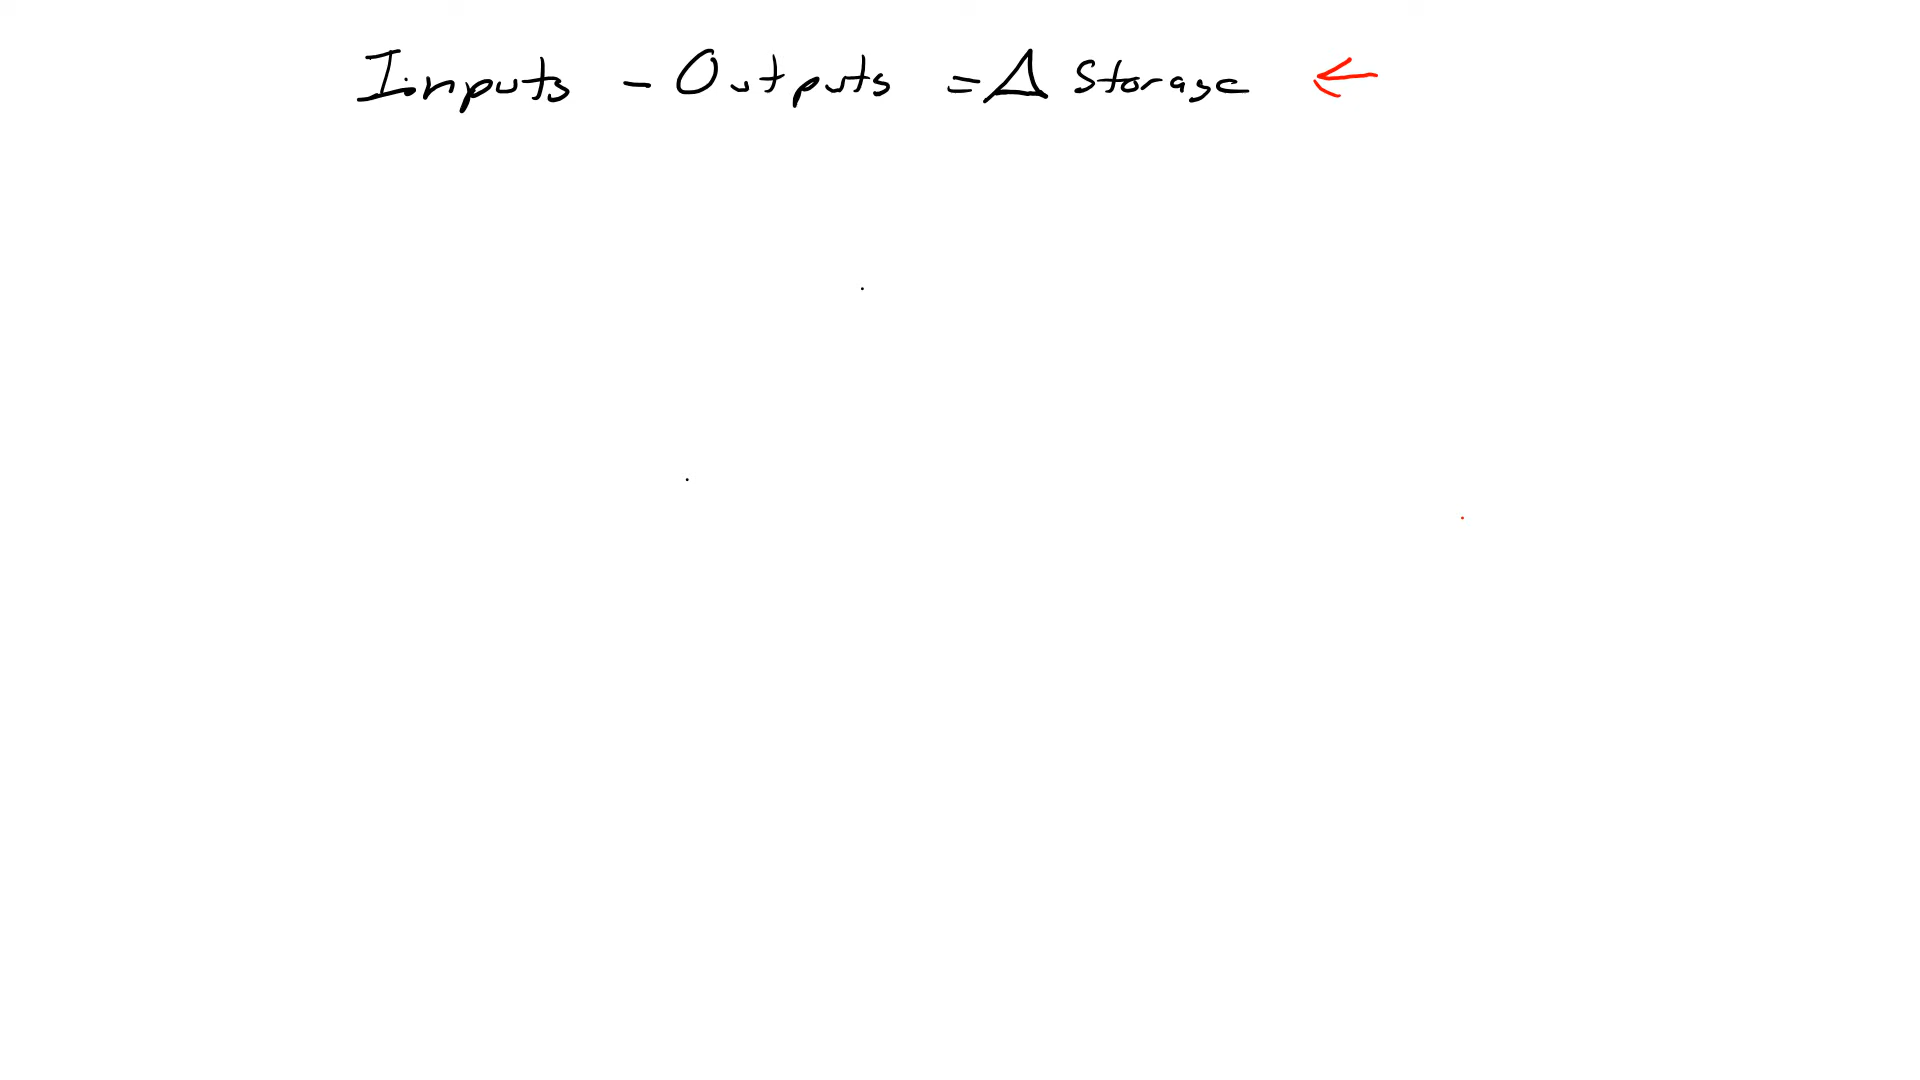 Inputs - Outputs = Δ Storage ←